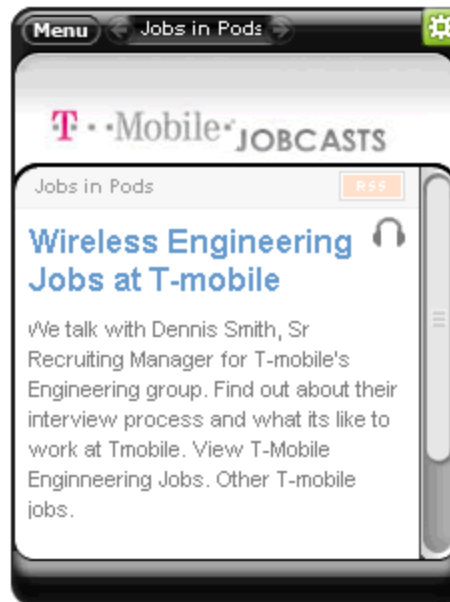 Menu Jobs in Pods
T··Mobile· JOBCASTS
Jobs in Pods RSS
Wireless Engineering
Jobs at T-mobile
We talk with Dennis Smith, Sr
Recruiting Manager for T-mobile's
Engineering group. Find out about their
interview process and what its like to
work at Tmobile. View T-Mobile
Enginneering Jobs. Other T-mobile
jobs.